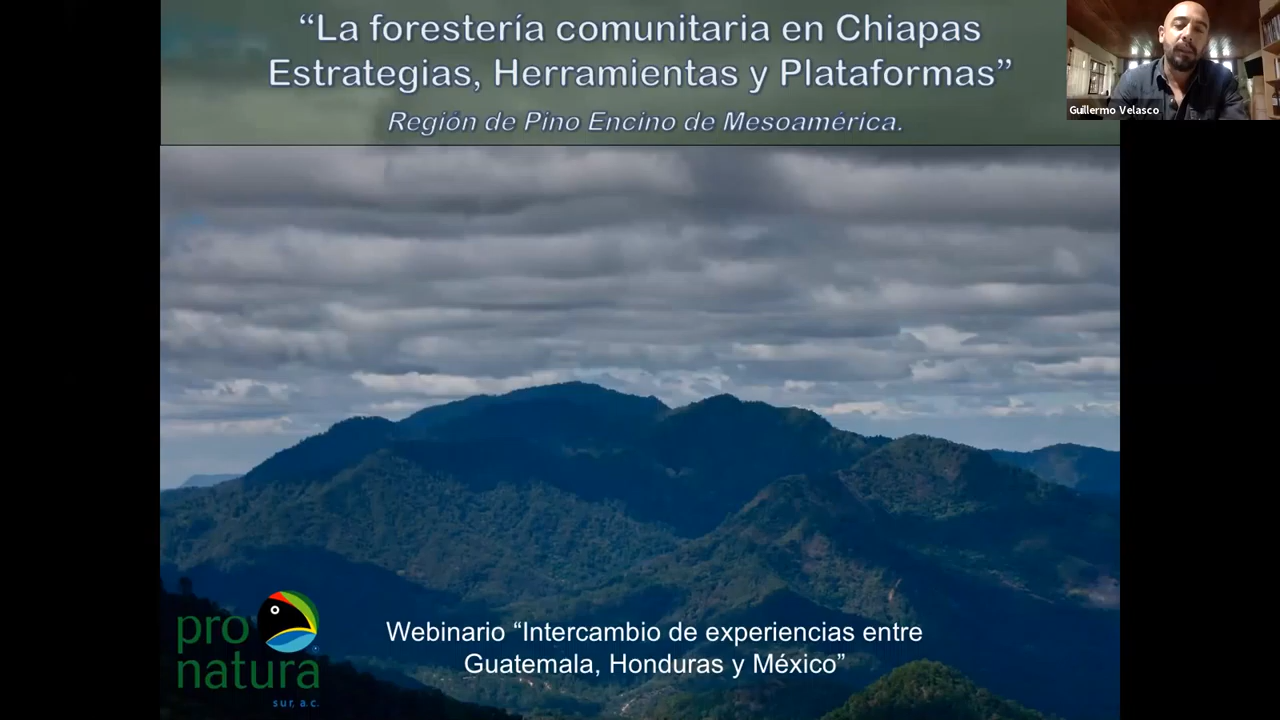 “La forestería comunitaria en Chiapas
Estrategias, Herramientas y Plataformas”
Región de Pino Encino de Mesoamérica.
Guillermo Velasco
Webinario “Intercambio de experiencias entre
Guatemala, Honduras y México”
pro
natura
sur, a.c.